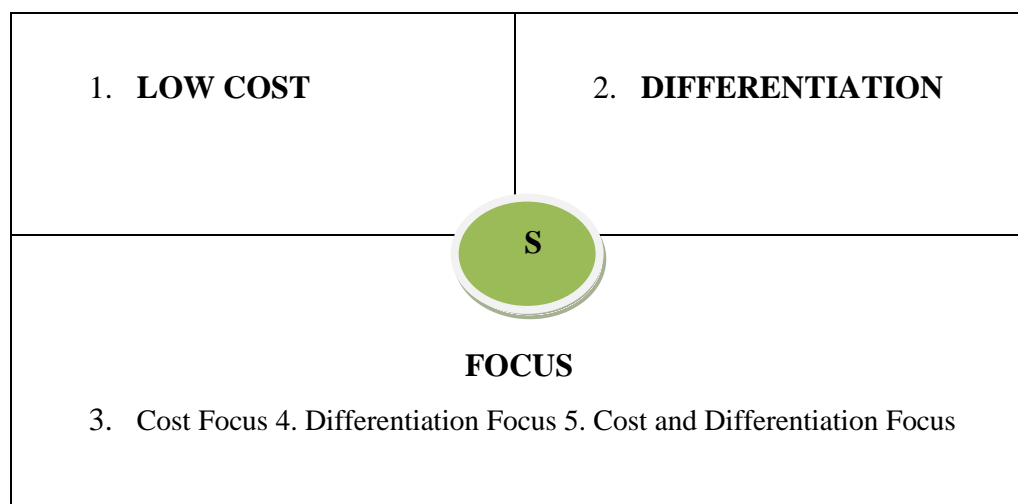 1. LOW COST
2. DIFFERENTIATION
S
FOCUS
3. Cost Focus 4. Differentiation Focus 5. Cost and Differentiation Focus